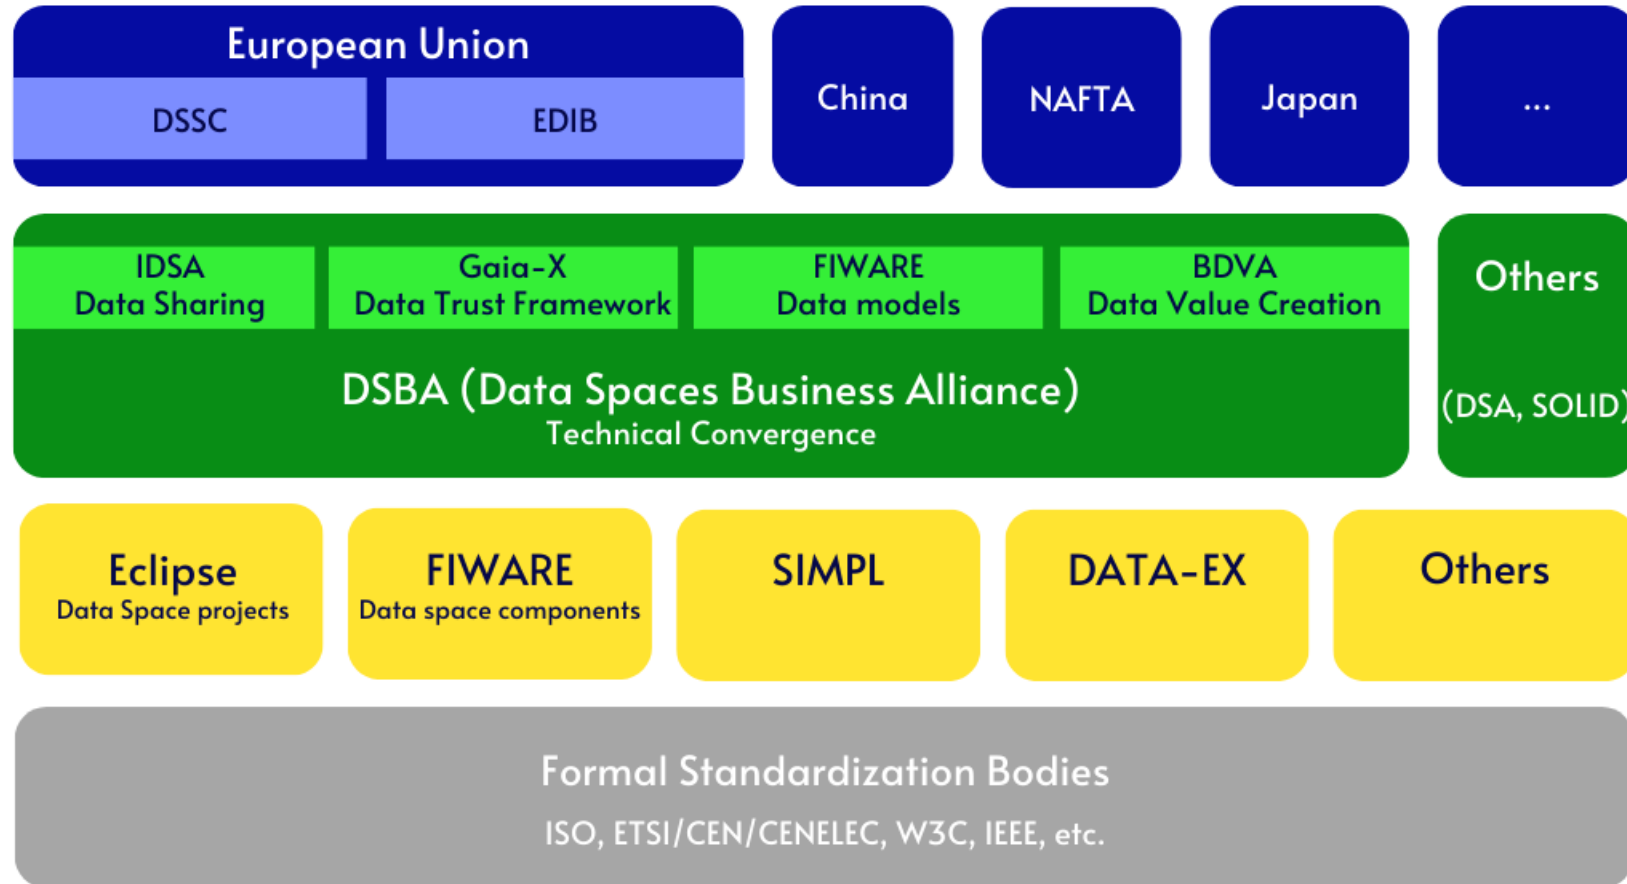 European Union
DSSC
EDIB
China
NAFTA
Japan
...
IDSA
Data Sharing
Gaia-X
Data Trust Framework
FIWARE
Data models
BDVA
Data Value Creation
DSBA (Data Spaces Business Alliance)
Technical Convergence
Others
(DSA, SOLID)
Eclipse
Data Space projects
FIWARE
Data space components
SIMPL
DATA-EX
Others
Formal Standardization Bodies
ISO, ETSI/CEN/CENELEC, W3C, IEEE, etc.